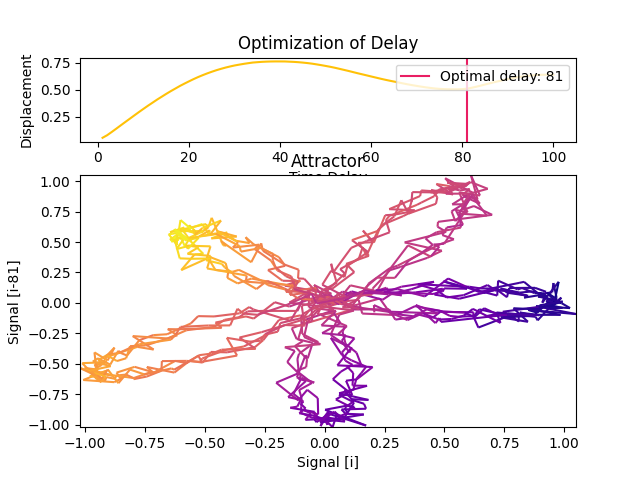 Optimization of Delay
Displacement
0.75
0.50
0.25
Optimal delay: 81
0 20 40 60 80 100
Time Delay
Attractor
Signal [i-81]
1.00
0.75
0.50
0.25
0.00
−0.25
−0.50
−0.75
−1.00
−1.00 −0.75 −0.50 −0.25 0.00 0.25 0.50 0.75 1.00
Signal [i]